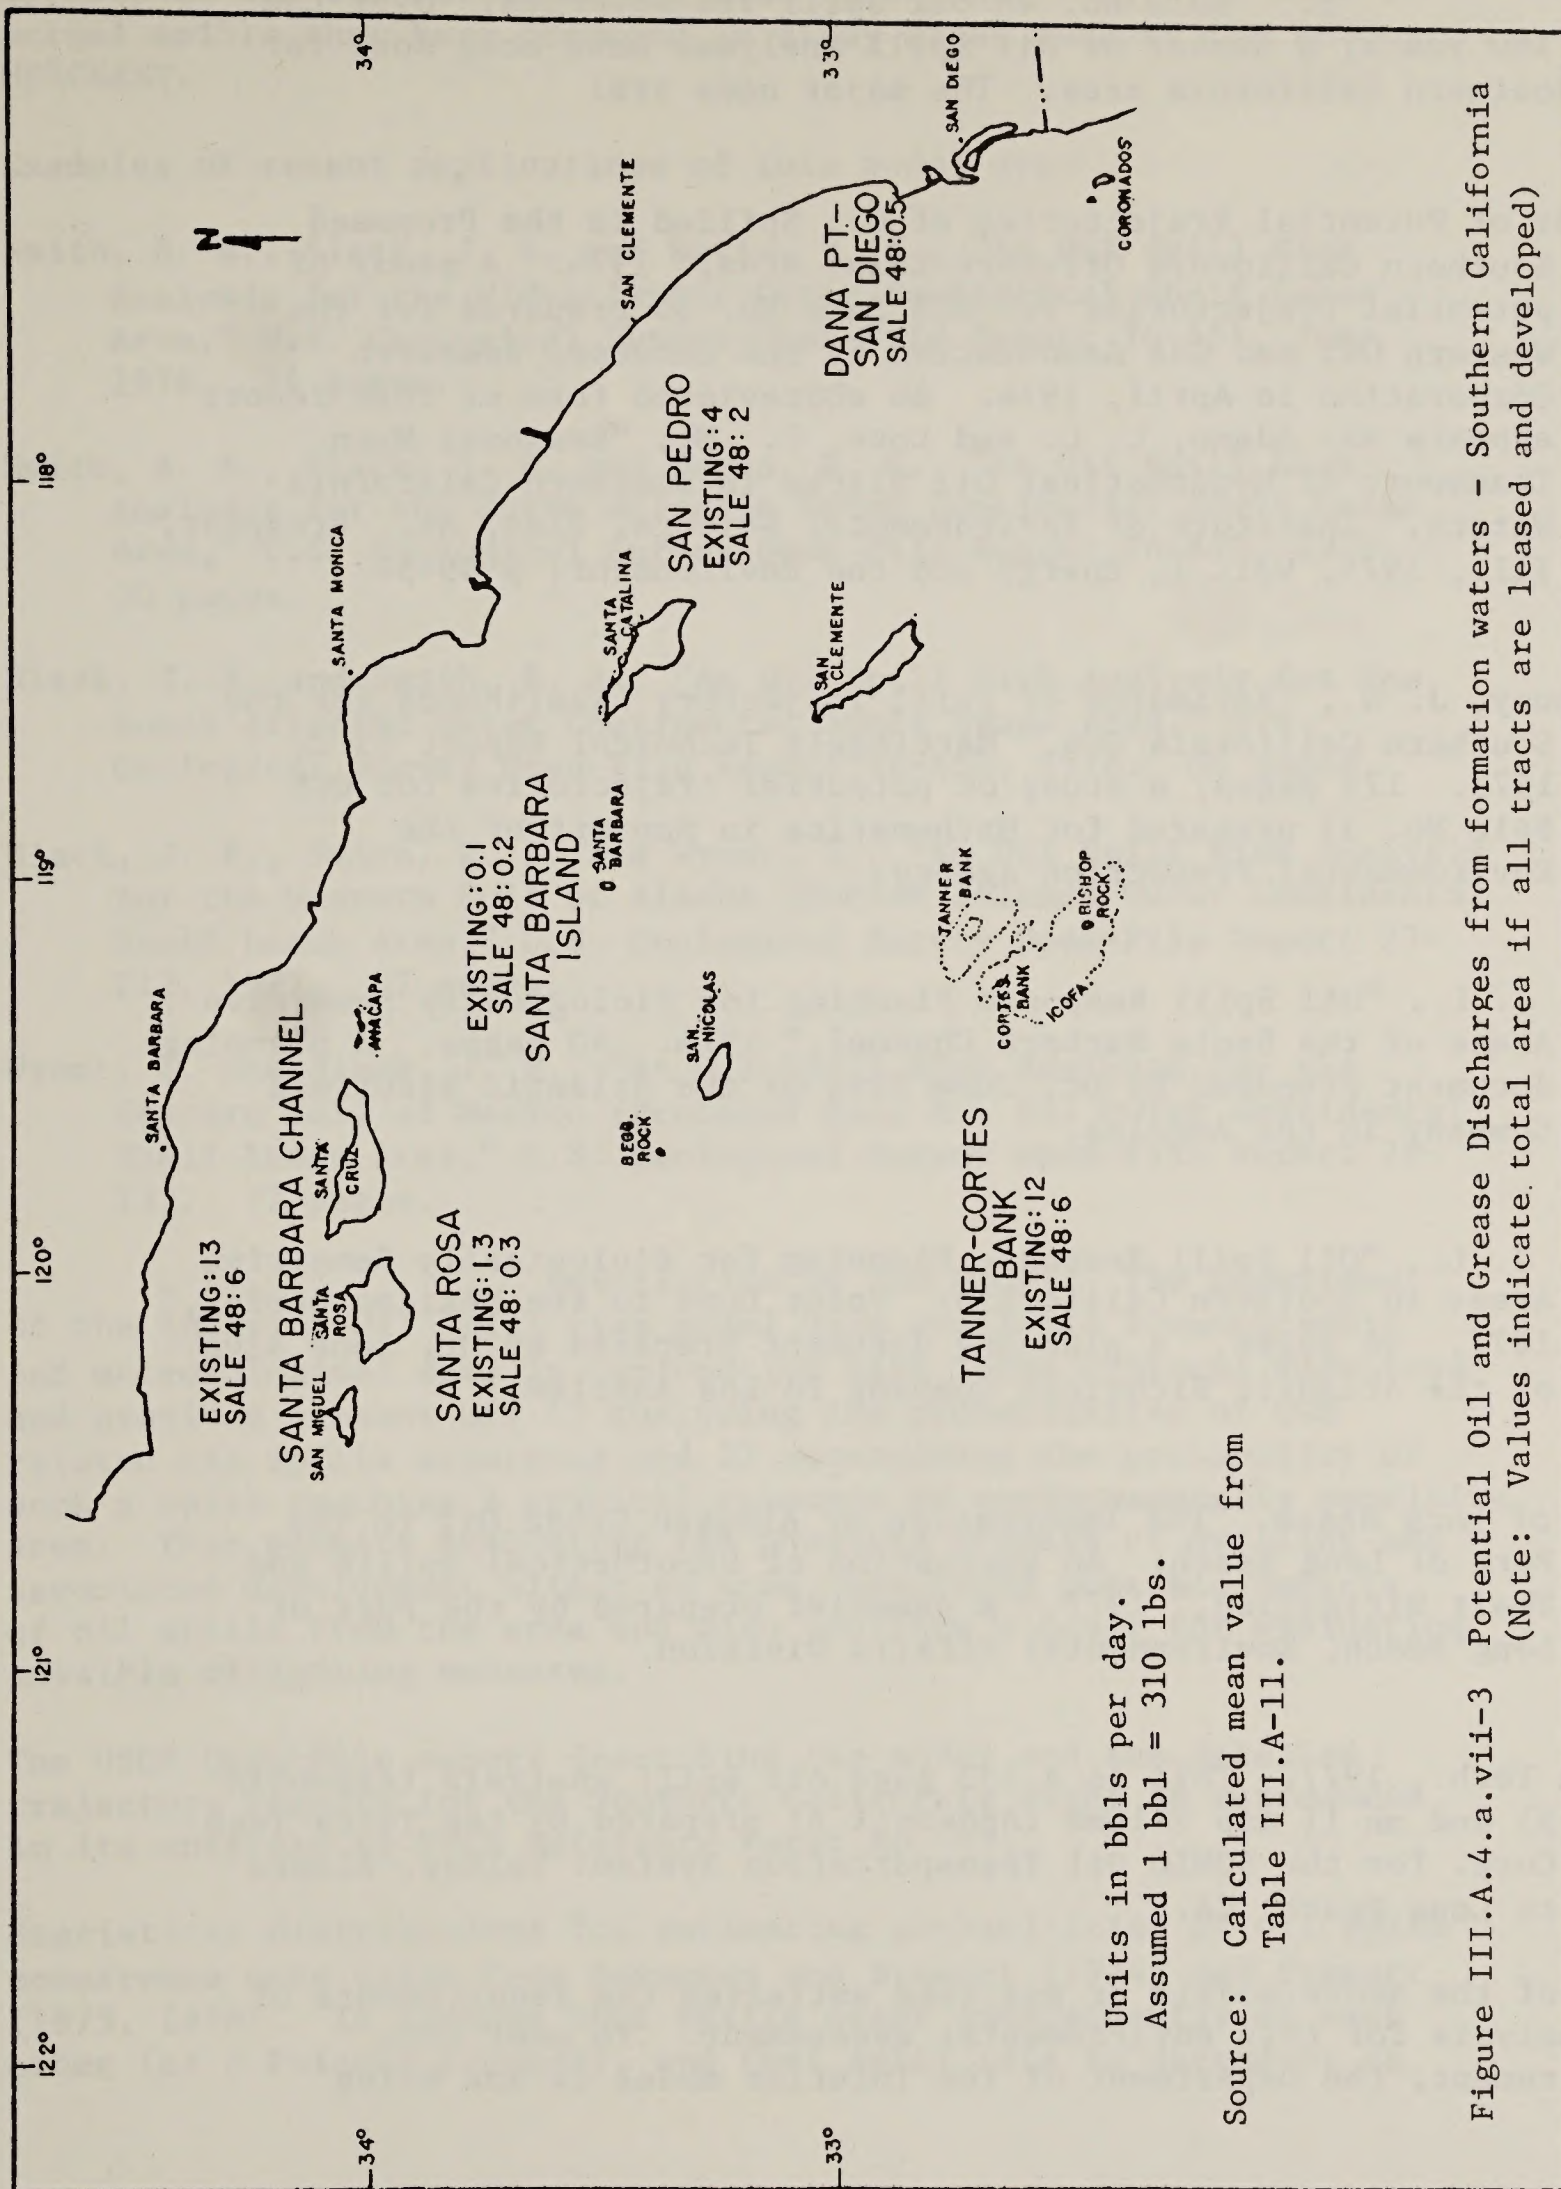 122°
121°
120°
119°
118°
34°
34°
33°
33°
N
SANTA BARBARA
SANTA MONICA
SAN CLEMENTE
SAN DIEGO
CORONADOS
EXISTING:13
SALE 48:6
SANTA BARBARA CHANNEL
SAN MIGUEL
SANTA
ROSA
SANTA
CRUZ
ANACAPA
SANTA ROSA
EXISTING:1.3
SALE 48: 0.3
EXISTING:0.1
SALE 48:0.2
SANTA BARBARA
ISLAND
SANTA
BARBARA
SANTA
CATALINA
SAN PEDRO
EXISTING:4
SALE 48: 2
DANA PT.—
SAN DIEGO
SALE 48:0.5
BEGG.
ROCK
SAN
NICOLAS
SAN
CLEMENTE
TANNER-CORTES
BANK
EXISTING:12
SALE 48:6
TANNER
BANK
CORTES
BANK
BISHOP
ROCK
ICOFA
Units in bbls per day.
Assumed 1 bbl = 310 lbs.
Source: Calculated mean value from
Table III.A-11.
Figure III.A.4.a.vii-3 Potential Oil and Grease Discharges from formation waters - Southern California
(Note: Values indicate total area if all tracts are leased and developed)